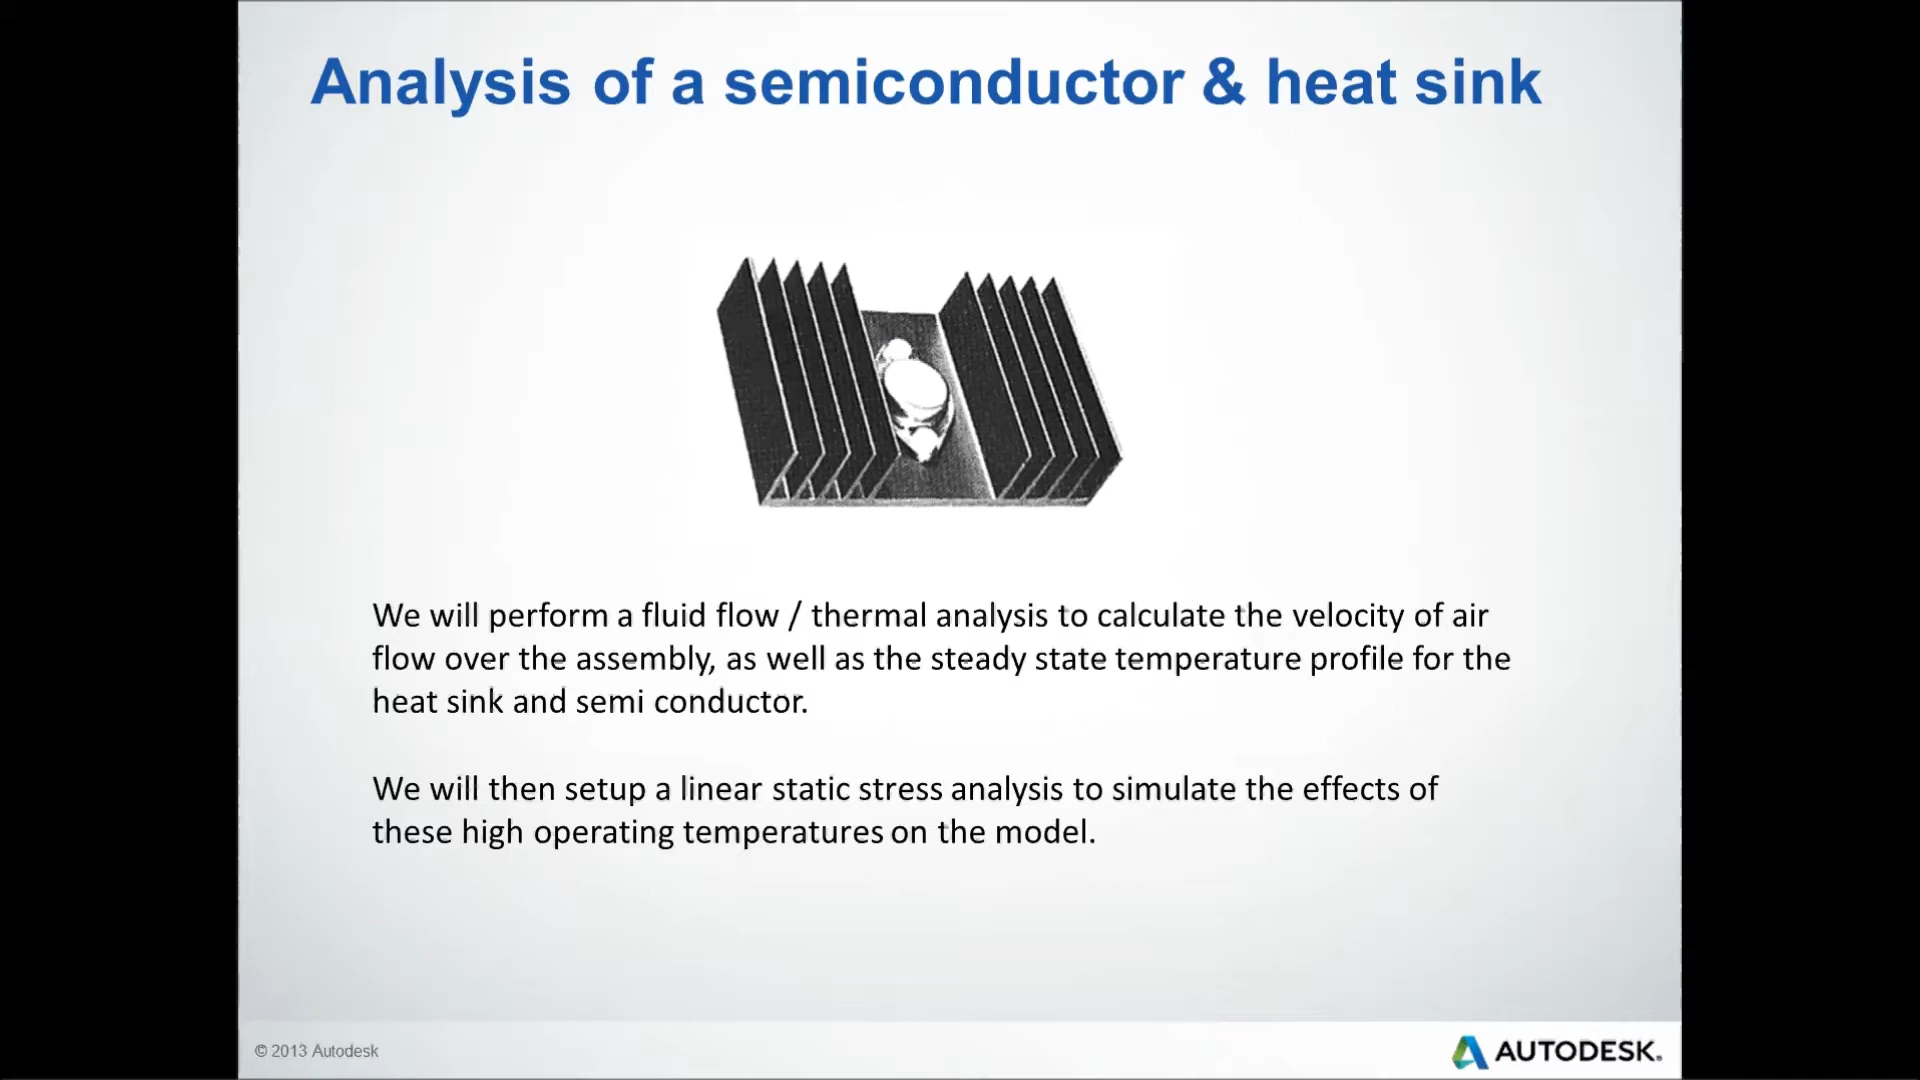 Analysis of a semiconductor & heat sink
We will perform a fluid flow / thermal analysis to calculate the velocity of air
flow over the assembly, as well as the steady state temperature profile for the
heat sink and semi conductor.
We will then setup a linear static stress analysis to simulate the effects of
these high operating temperatures on the model.
© 2013 Autodesk
AUTODESK.